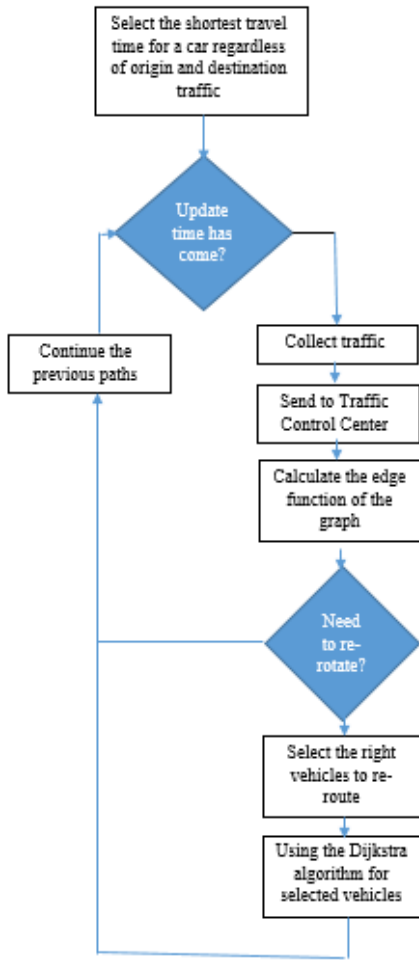 Select the shortest travel
time for a car regardless
of origin and destination
traffic
Update
time has
come?
Continue the
previous paths
Collect traffic
Send to Traffic
Control Center
Calculate the edge
function of the
graph
Need
to re-
rotate?
Select the right
vehicles to re-
route
Using the Dijkstra
algorithm for
selected vehicles